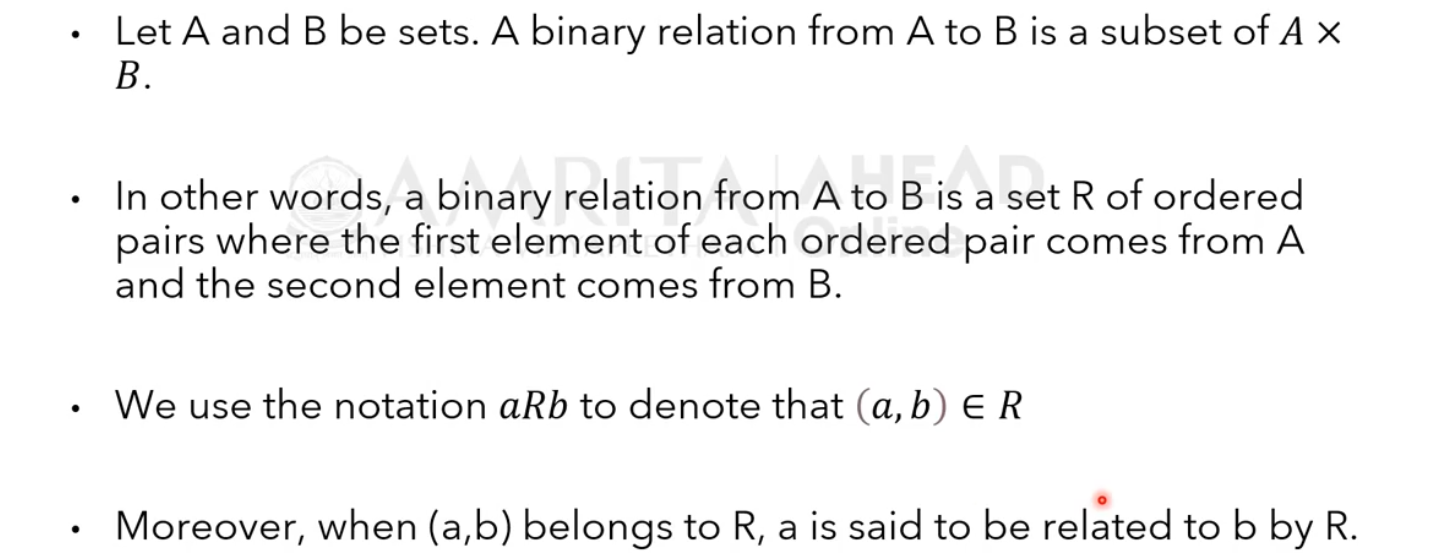 • Let A and B be sets. A binary relation from A to B is a subset of A ×
B.
• In other words, a binary relation from A to B is a set R of ordered
pairs where the first element of each ordered pair comes from A
and the second element comes from B.
• We use the notation aRb to denote that (a, b) ∈ R
• Moreover, when (a,b) belongs to R, a is said to be related to b by R.
AMRITA AHEAD
Online